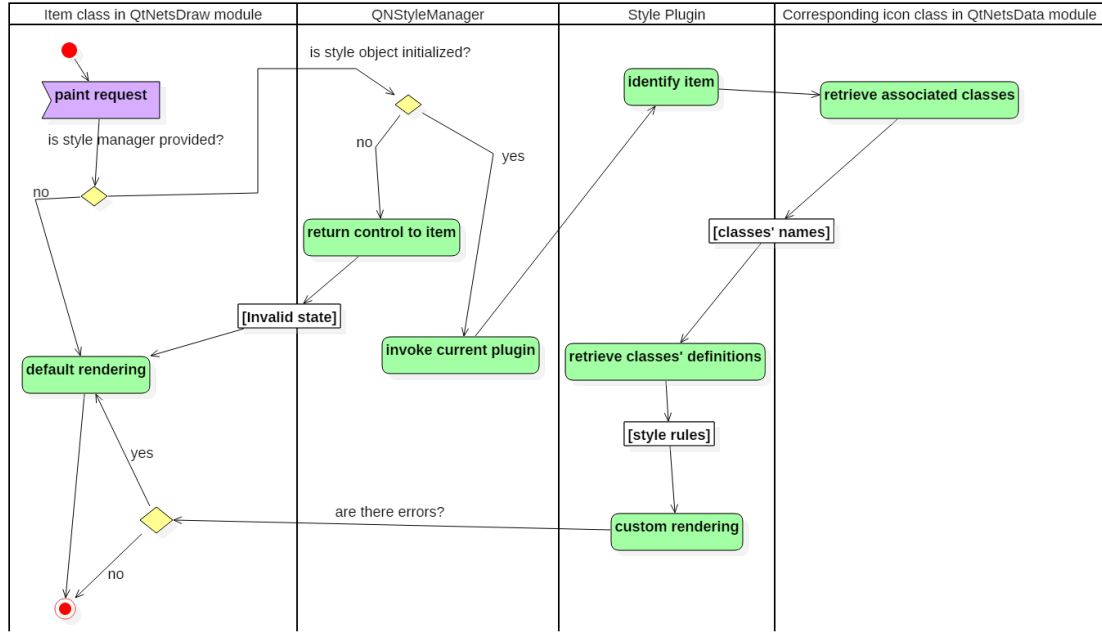 Item class in QtNetsDraw module
QNStyleManager
Style Plugin
Corresponding icon class in QtNetsData module
is style object initialized?
paint request
identify item
retrieve associated classes
is style manager provided?
no
yes
no
return control to item
[classes' names]
[Invalid state]
default rendering
invoke current plugin
retrieve classes' definitions
[style rules]
yes
are there errors?
custom rendering
no